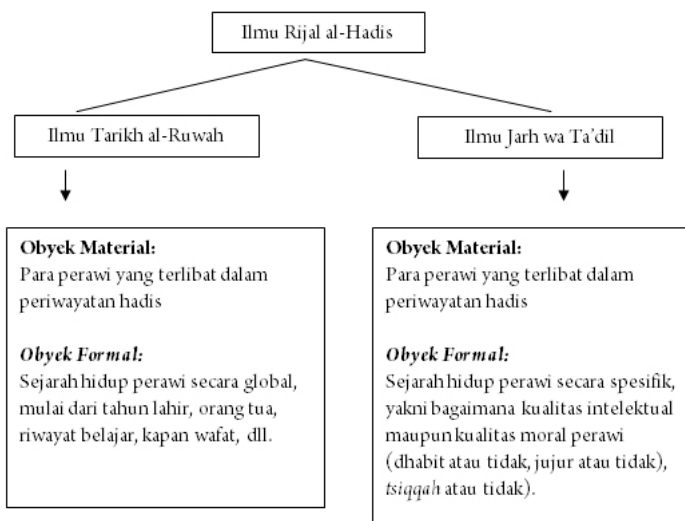 Ilmu Rijal al-Hadis
Ilmu Tarikh al-Ruwah
Ilmu Jarh wa Ta'dil
Obyek Material:
Para perawi yang terlibat dalam
periwayatan hadis
Obyek Formal:
Sejarah hidup perawi secara global,
mulai dari tahun lahir, orang tua,
riwayat belajar, kapan wafat, dll.
Obyek Material:
Para perawi yang terlibat dalam
periwayatan hadis
Obyek Formal:
Sejarah hidup perawi secara spesifik,
yakni bagaimana kualitas intelektual
maupun kualitas moral perawi
(dhabit atau tidak, jujur atau tidak),
tsiqqah atau tidak).